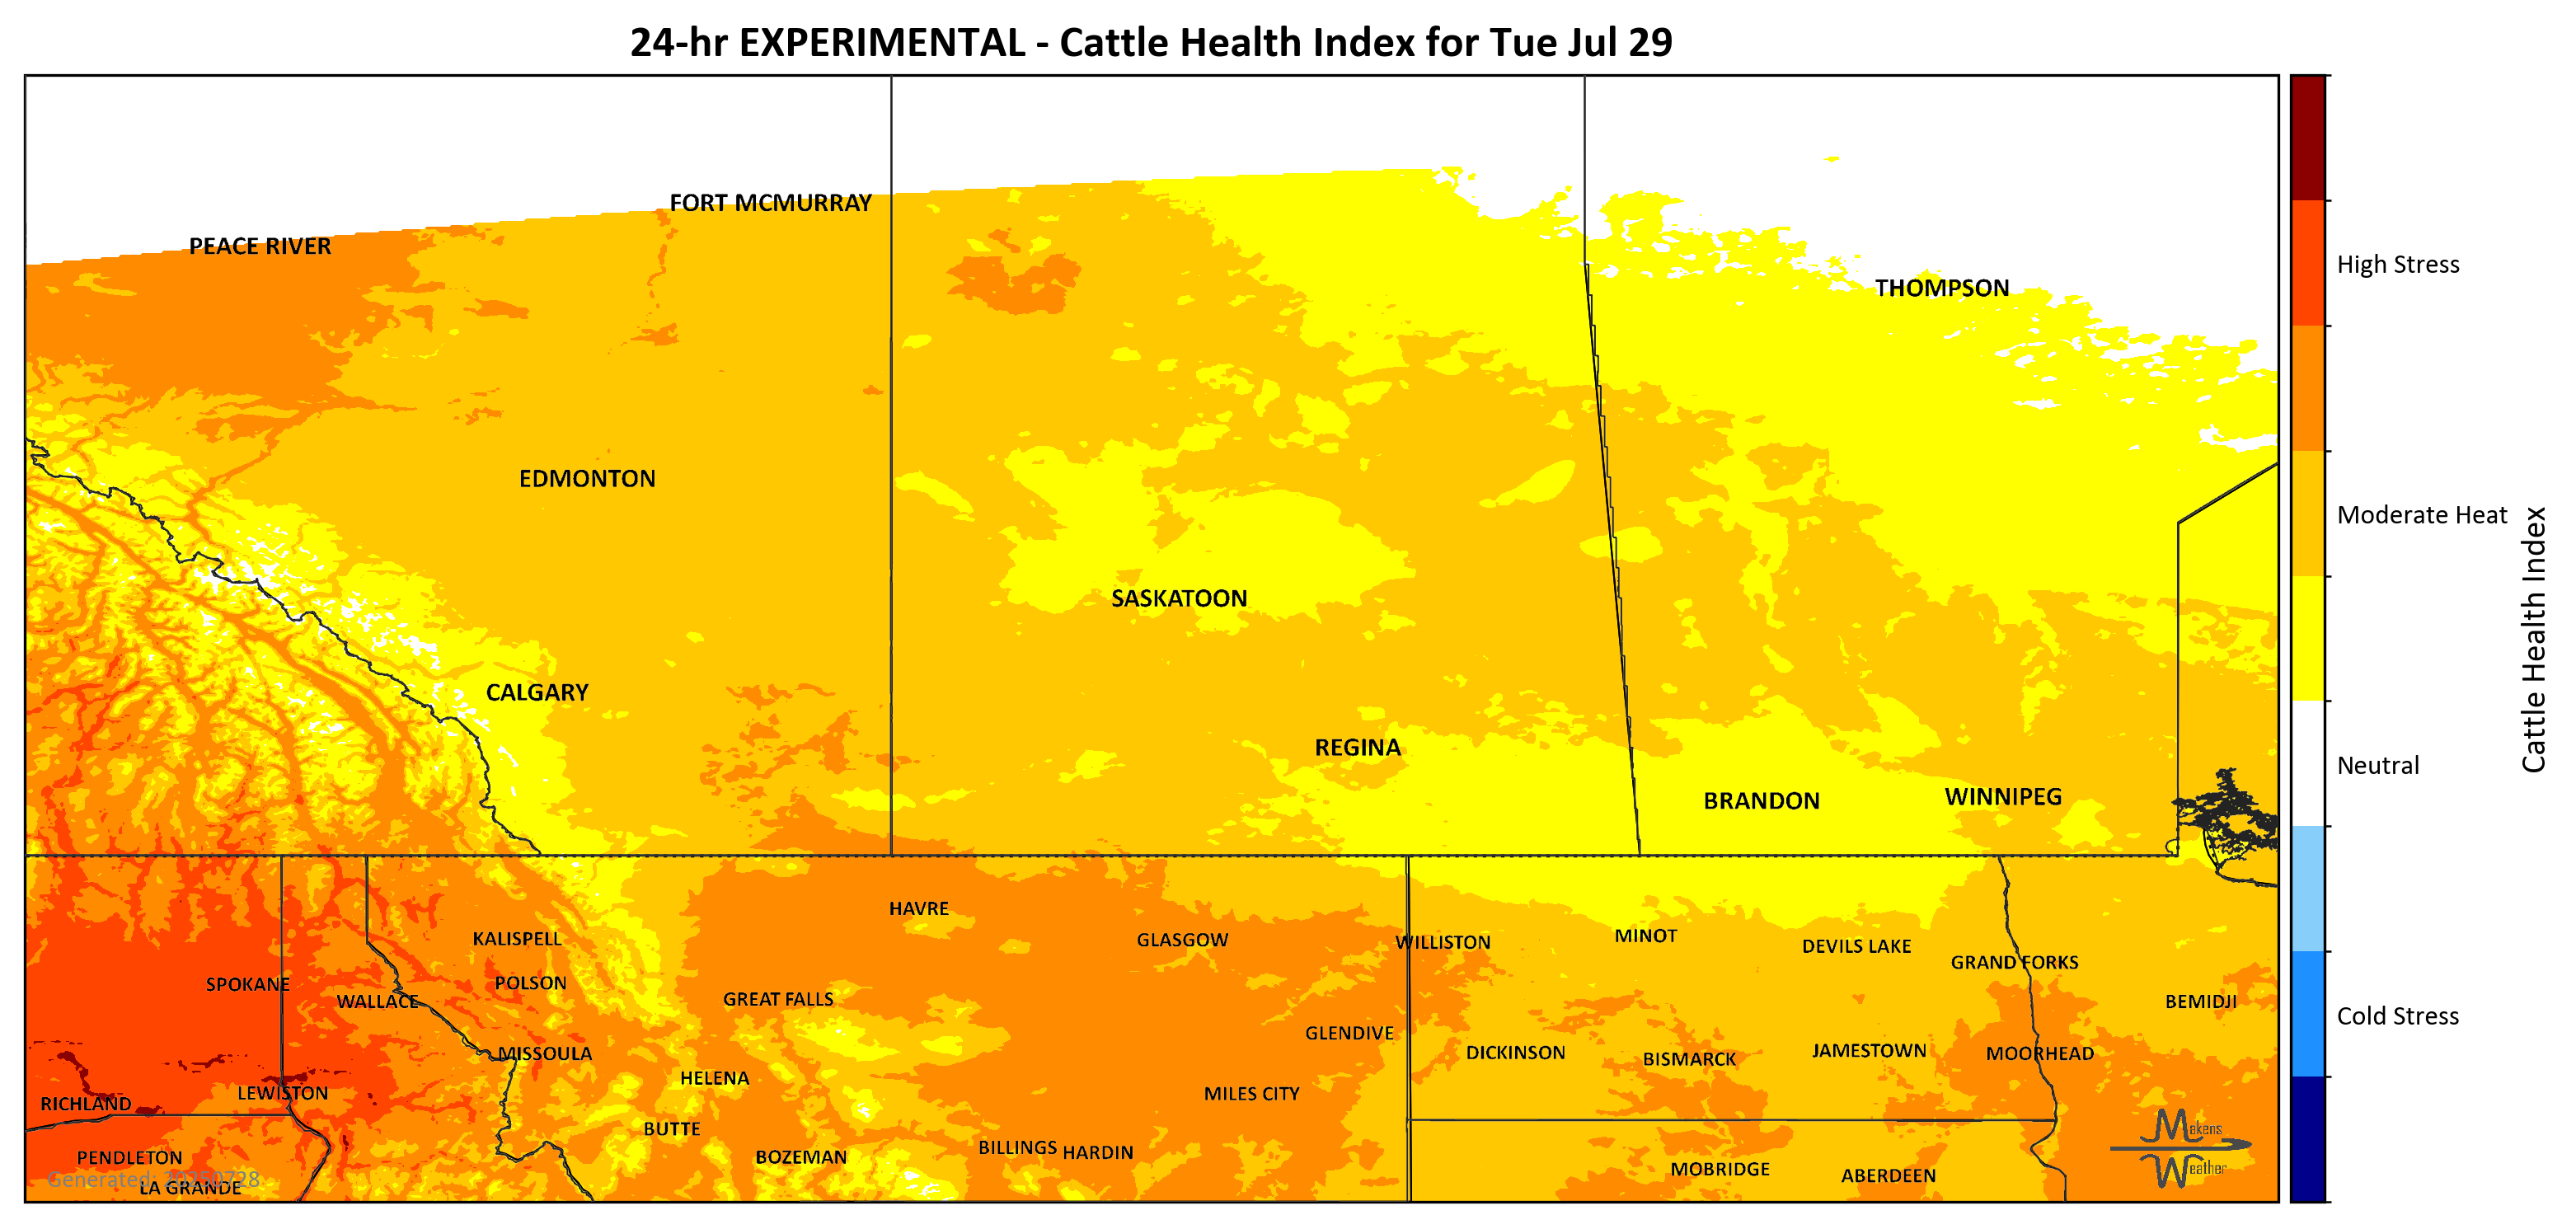 24-hr EXPERIMENTAL - Cattle Health Index for Tue Jul 29
FORT MCMURRAY
PEACE RIVER
High Stress
THOMPSON
EDMONTON
Moderate Heat
SASKATOON
Cattle Health Index
CALGARY
REGINA
Neutral
BRANDON
WINNIPEG
HAVRE
KALISPELL
GLASGOW
WILLISTON
MINOT
DEVILS LAKE
GRAND FORKS
SPOKANE
POLSON
WALLACE
GREAT FALLS
BEMIDJI
Cold Stress
GLENDIVE
MISSOULA
DICKINSON
BISMARCK
JAMESTOWN
MOORHEAD
HELENA
LEWISTON
MILES CITY
RICHLAND
BUTTE
Makens
Weather
BILLINGS
HARDIN
PENDLETON
BOZEMAN
MOBRIDGE
ABERDEEN
Generated: 20250728
LA GRANDE